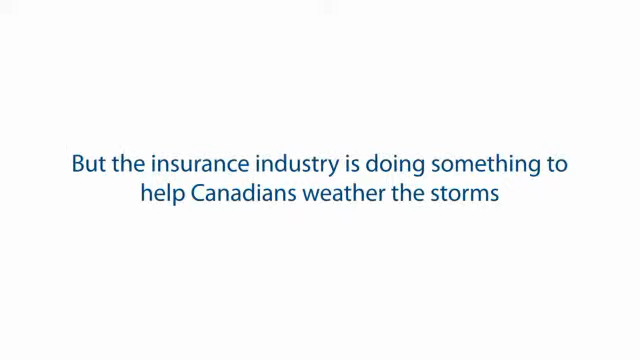 But the insurance industry is doing something to
help Canadians weather the storms